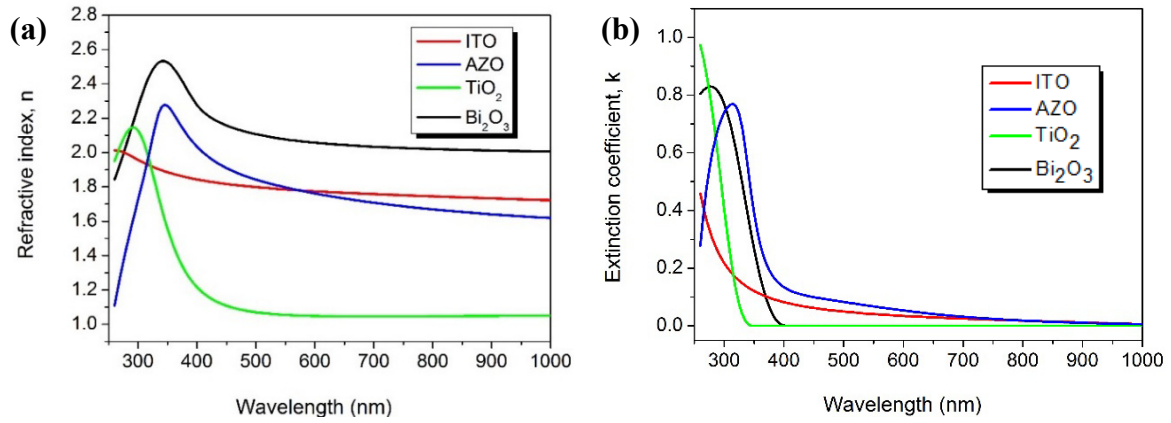 (a)
2.8
2.6
2.4
2.2
2.0
1.8
1.6
1.4
1.2
1.0
Refractive index, n
ITO
AZO
TiO₂
Bi₂O₃
300 400 500 600 700 800 900 1000
Wavelength (nm)
(b)
1.0
0.8
0.6
0.4
0.2
0.0
Extinction coefficient, k
ITO
AZO
TiO₂
Bi₂O₃
300 400 500 600 700 800 900 1000
Wavelength (nm)